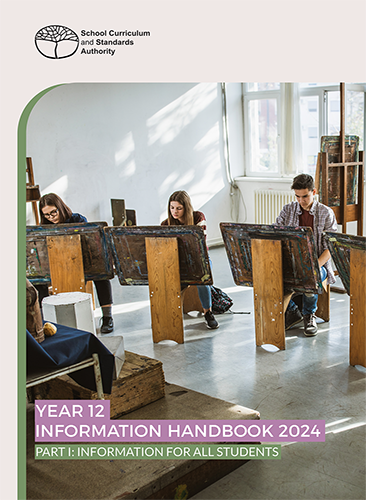 School Curriculum
and Standards
Authority
YEAR 12
INFORMATION HANDBOOK 2024
PART I: INFORMATION FOR ALL STUDENTS